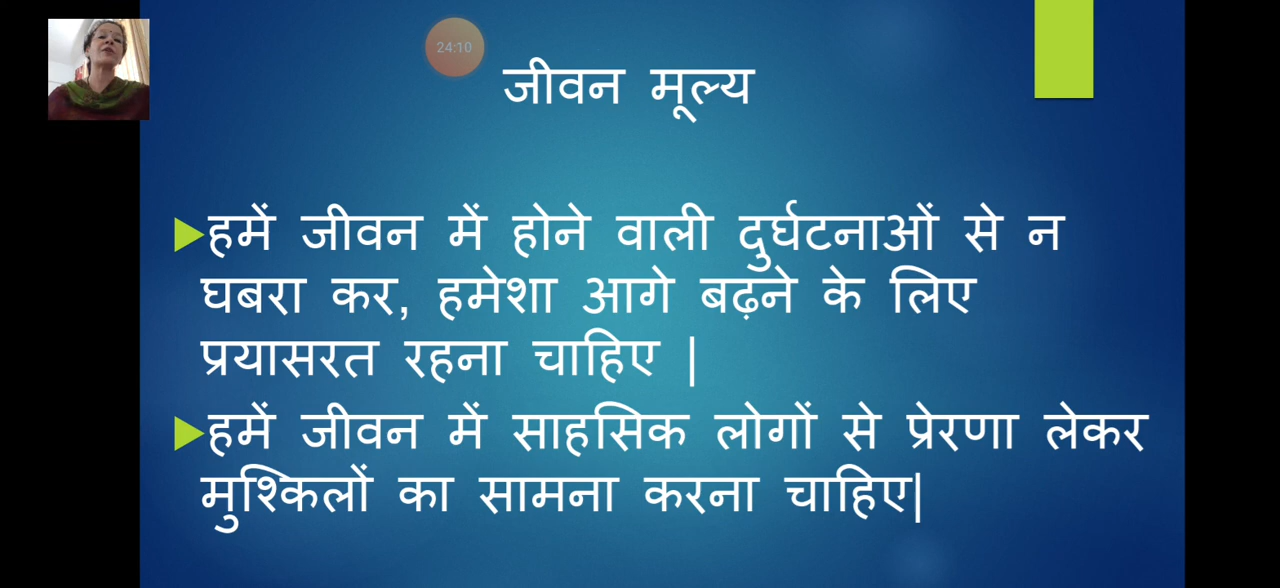 24:10
जीवन मूल्य
हमें जीवन में होने वाली दुर्घटनाओं से न
घबरा कर, हमेशा आगे बढ़ने के लिए
प्रयासरत रहना चाहिए |
हमें जीवन में साहसिक लोगों से प्रेरणा लेकर
मुश्किलों का सामना करना चाहिए|